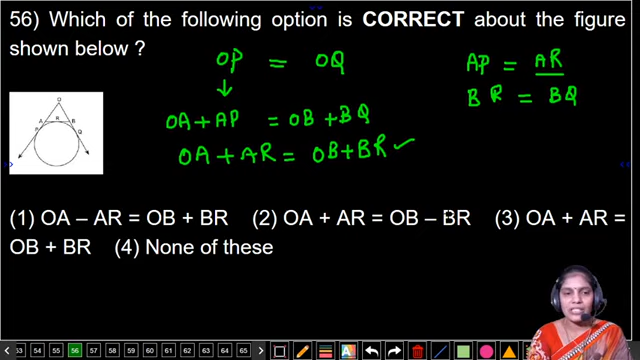 56) Which of the following option is CORRECT about the figure
shown below ?
OP = OQ
↓
OA + AP = OB + BQ
OA + AR = OB + BR ✓
AP = AR
BR = BQ
O
A R B
P Q
(1) OA – AR = OB + BR (2) OA + AR = OB – BR (3) OA + AR =
OB + BR (4) None of these
53 54 55 56 57 58 59 60 61 62 63 64 65